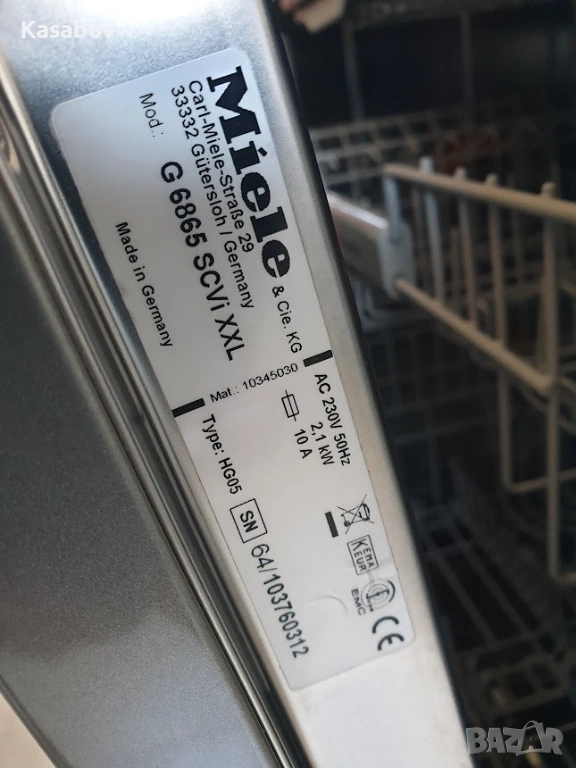 Kasabov
Miele & Cie. KG
Carl-Miele-Straße 29
33332 Gütersloh / Germany
Mod.: G 6865 SCVi XXL
Made in Germany
Mat.: 10345030
AC 230V 50Hz
2,1 kW
10 A
Type: HG05
SN 64/103760312
KEMA
KEUR
EMC
CE
BAZAR